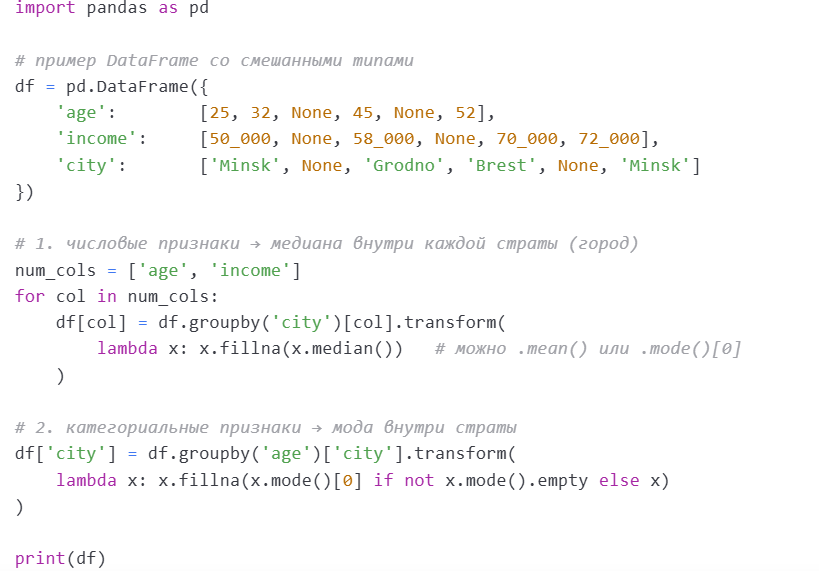 import pandas as pd
# пример DataFrame со смешанными типами
df = pd.DataFrame({
    'age':        [25, 32, None, 45, None, 52],
    'income':     [50_000, None, 58_000, None, 70_000, 72_000],
    'city':       ['Minsk', None, 'Grodno', 'Brest', None, 'Minsk']
})
# 1. числовые признаки → медиана внутри каждой страты (город)
num_cols = ['age', 'income']
for col in num_cols:
    df[col] = df.groupby('city')[col].transform(
        lambda x: x.fillna(x.median())   # можно .mean() или .mode()[0]
    )
# 2. категориальные признаки → мода внутри страты
df['city'] = df.groupby('age')['city'].transform(
    lambda x: x.fillna(x.mode()[0] if not x.mode().empty else x)
)
print(df)